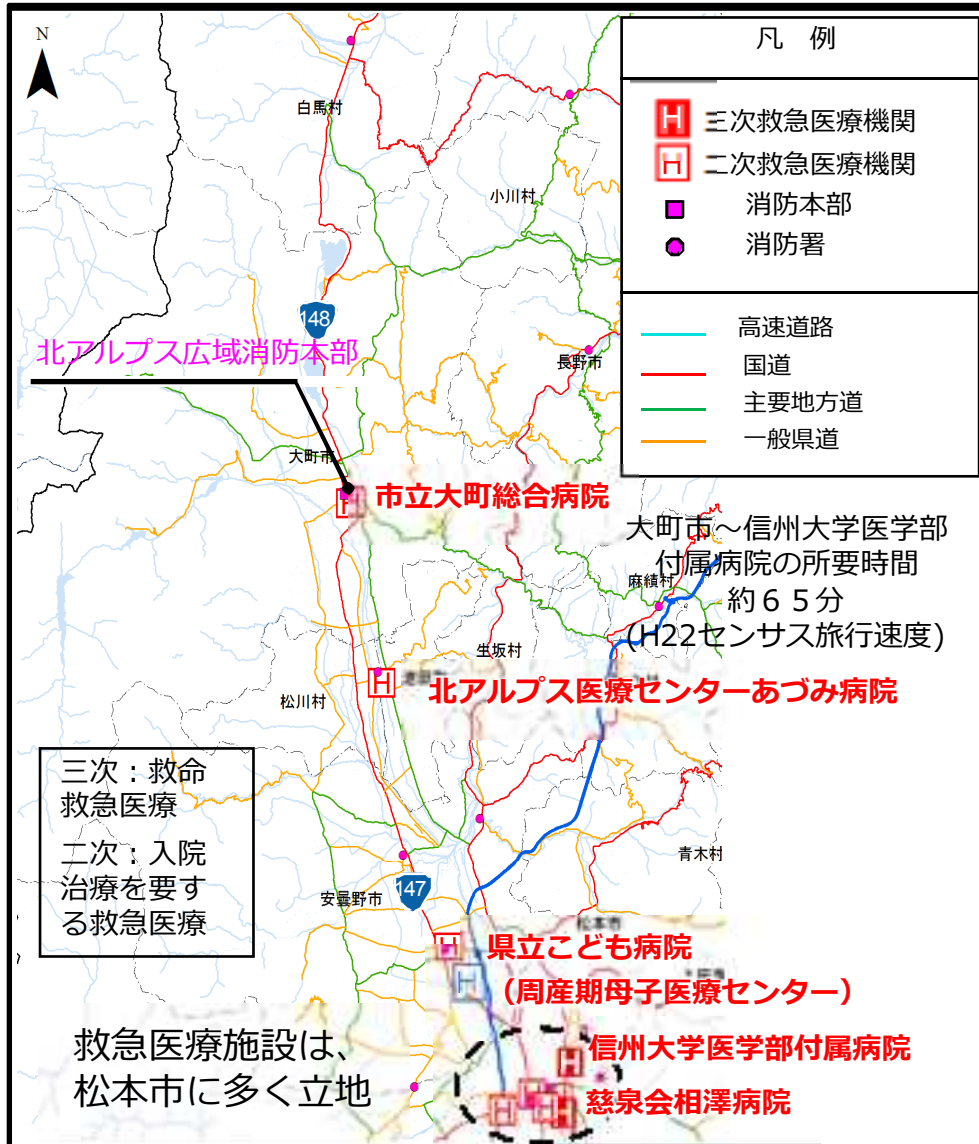 N
凡 例
三次救急医療機関
二次救急医療機関
消防本部
消防署
高速道路
国道
主要地方道
一般県道
白馬村
小川村
148
北アルプス広域消防本部
長野市
大町市
市立大町総合病院
大町市～信州大学医学部
付属病院の所要時間
約６５分
(H22センサス旅行速度)
麻績村
生坂村
松川村
北アルプス医療センターあづみ病院
三次：救命
救急医療
二次：入院
治療を要す
る救急医療
青木村
安曇野市
147
松本市
県立こども病院
（周産期母子医療センター）
救急医療施設は、
松本市に多く立地
信州大学医学部付属病院
慈泉会相澤病院